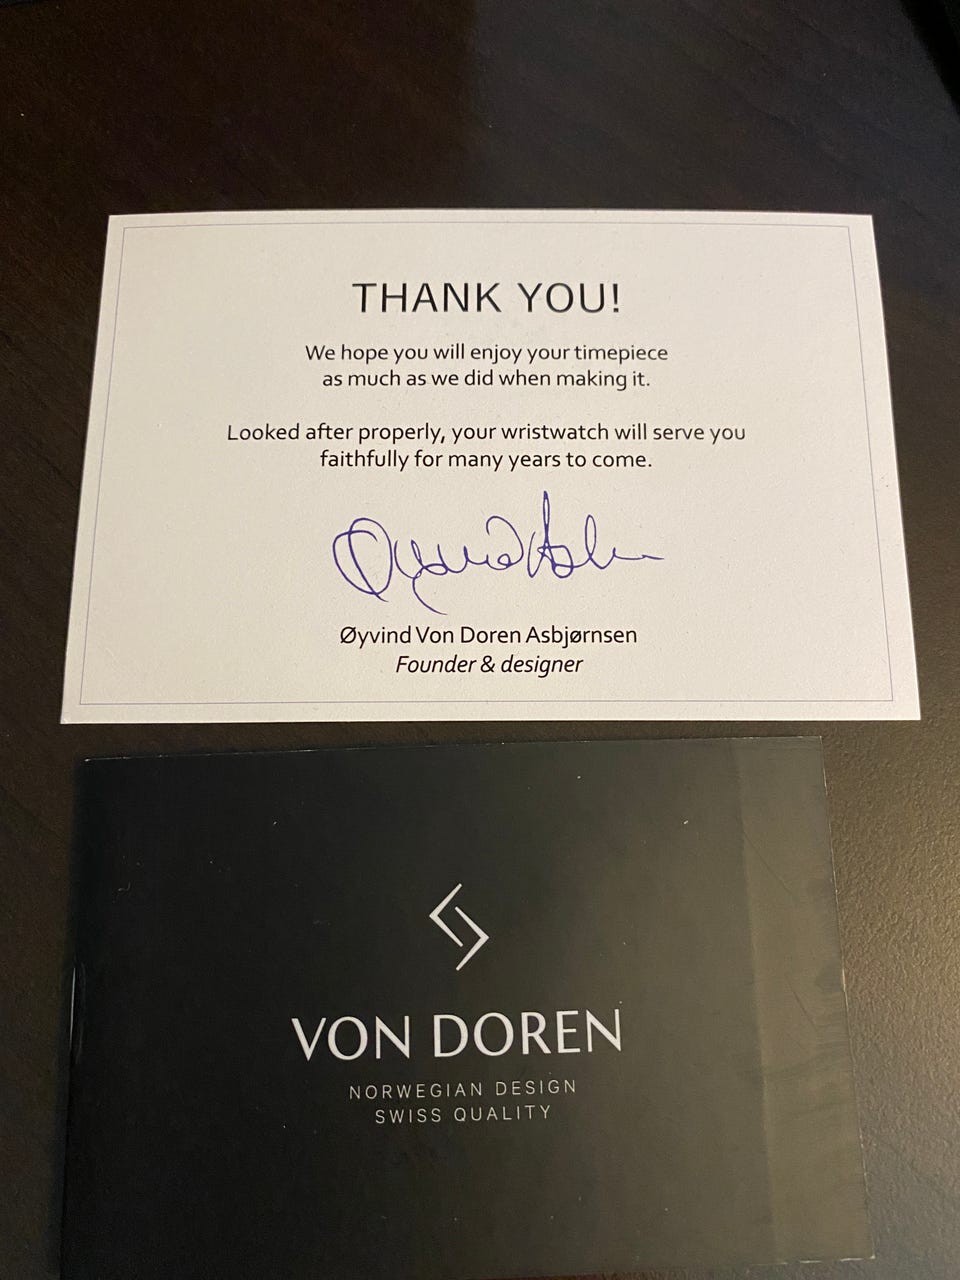 THANK YOU!
We hope you will enjoy your timepiece
as much as we did when making it.
Looked after properly, your wristwatch will serve you
faithfully for many years to come.
Øyvind Von Doren Asbjørnsen
Founder & designer
VON DOREN
NORWEGIAN DESIGN
SWISS QUALITY